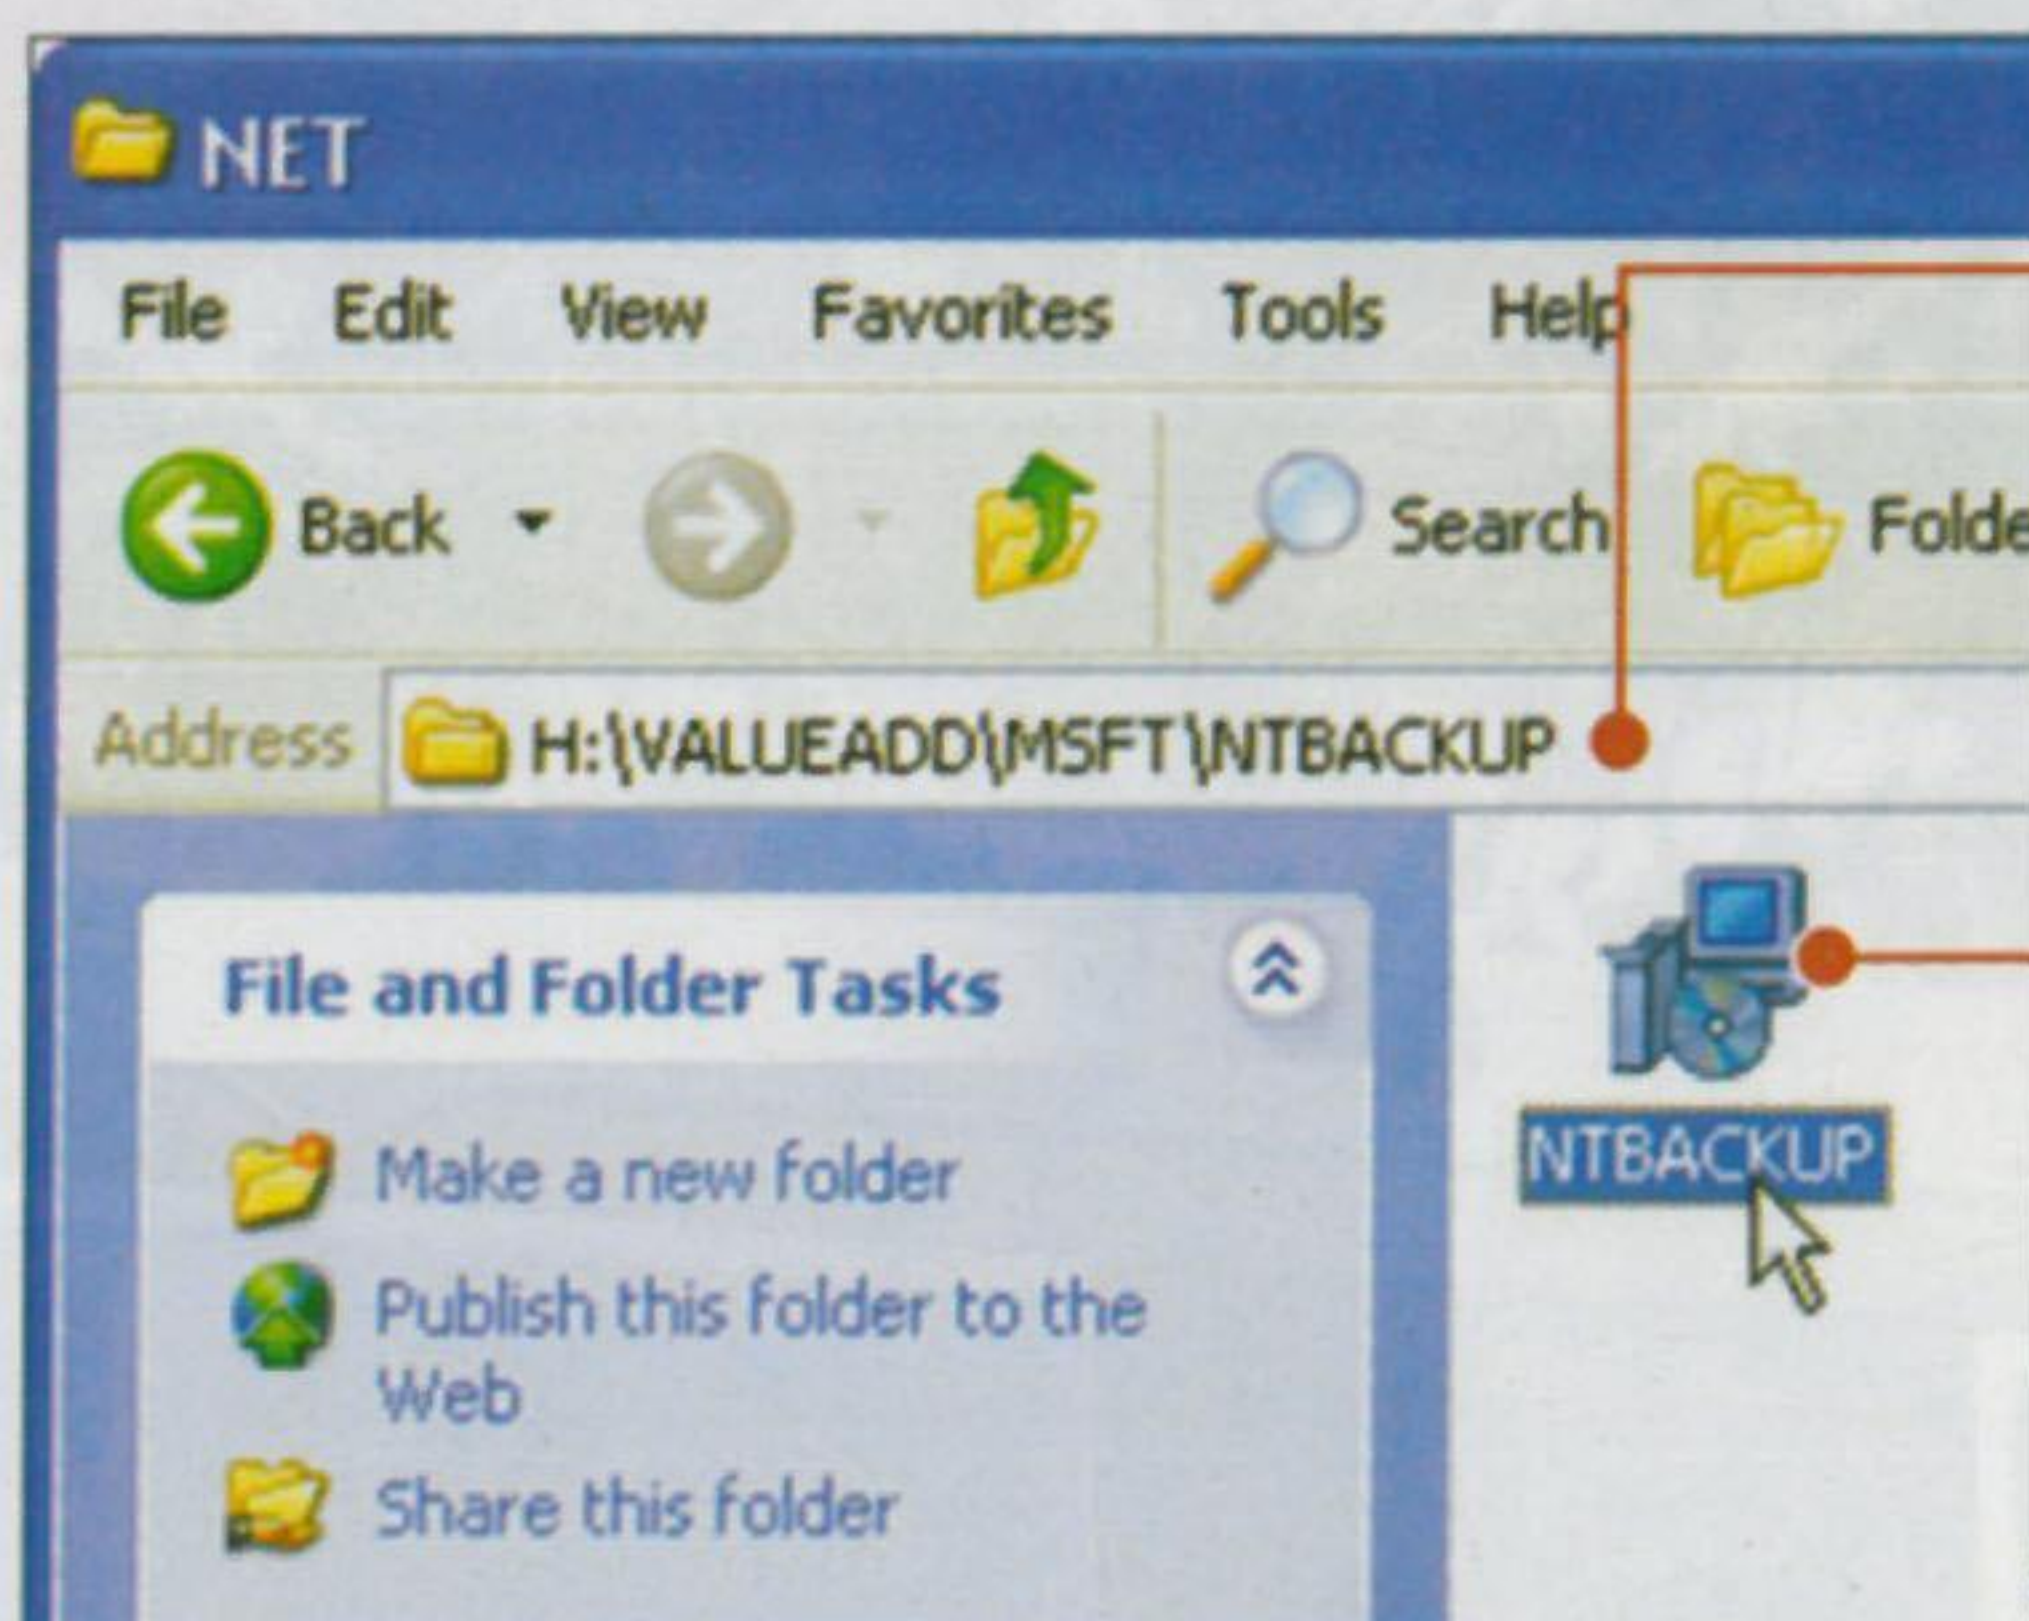 NET
File Edit View Favorites Tools Help
Back Search Folde
Address H:\VALUEADD\MSFT\NTBACKUP
File and Folder Tasks
NTBACKUP
Make a new folder
Publish this folder to the
Web
Share this folder